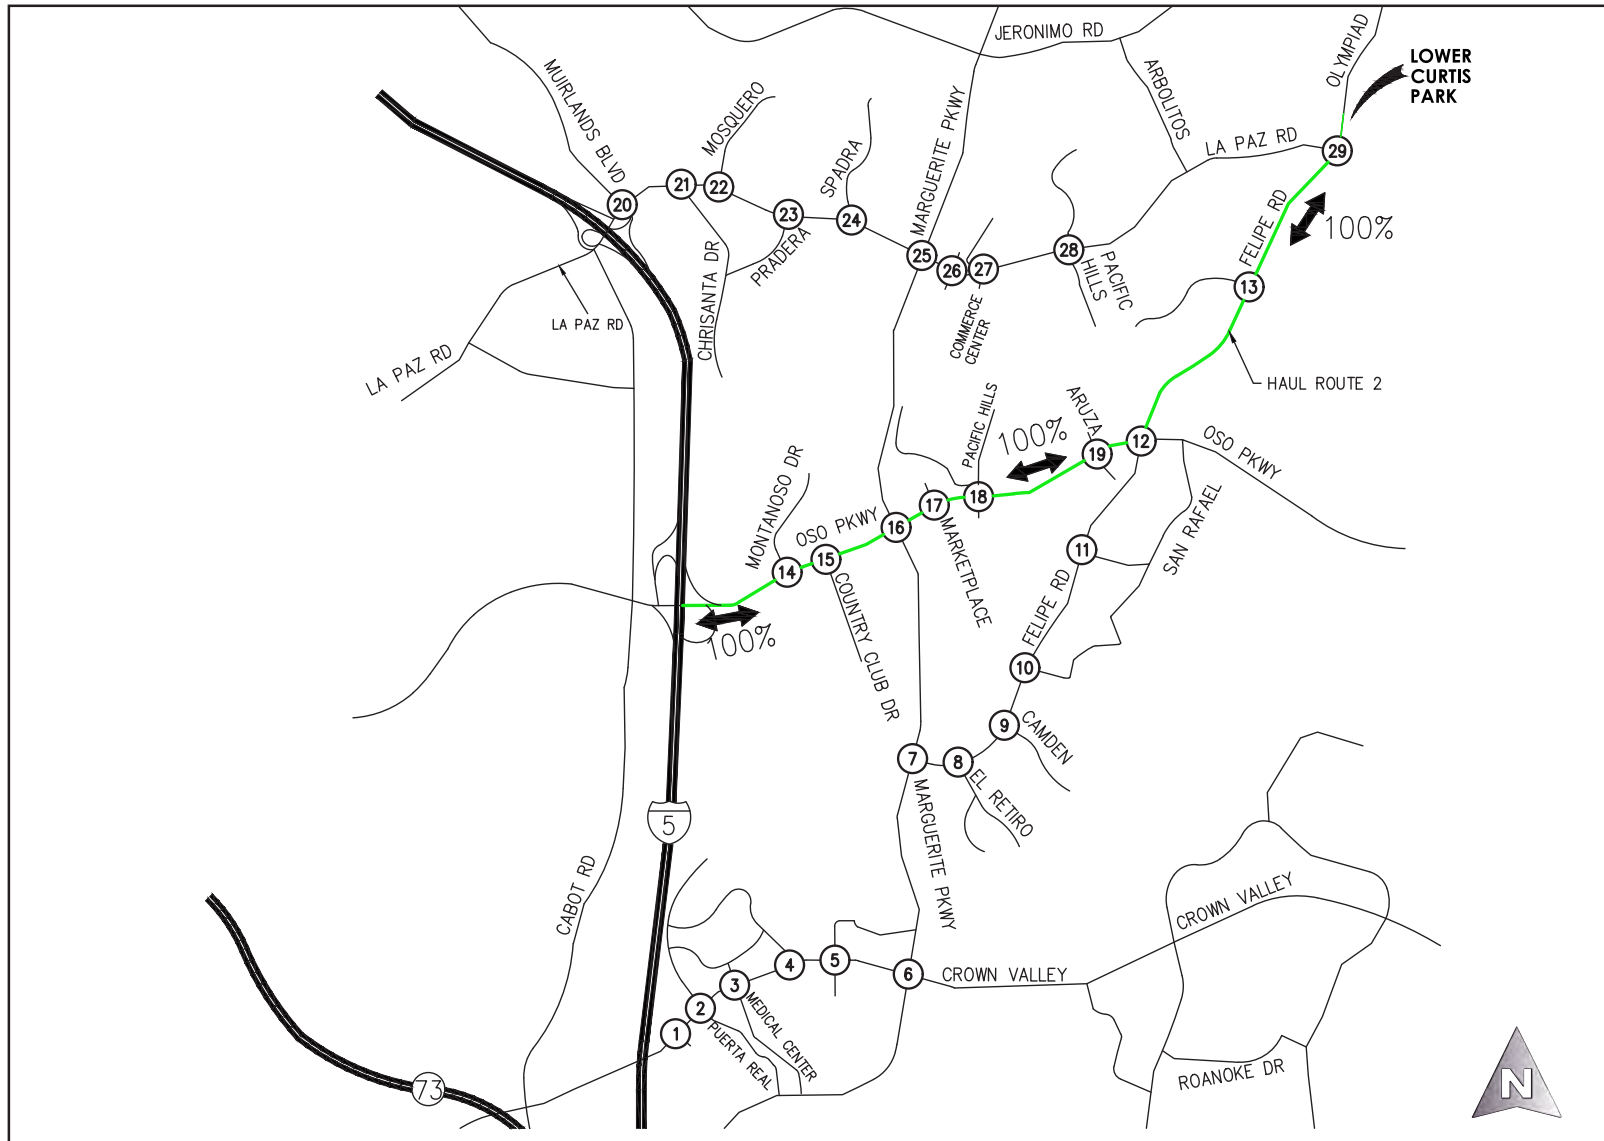 JERONIMO RD
OLYMPIAD
LOWER
CURTIS
PARK
MUIRLANDS BLVD
MOSQUERO
SPADRA
MARGUERITE PKWY
ARBOLITOS
LA PAZ RD
29
20
21
22
23
24
25
26
27
28
13
FELIPE RD
100%
PRADERA
CHRISANTA DR
COMMERCE
CENTER
PACIFIC
HILLS
LA PAZ RD
LA PAZ RD
HAUL ROUTE 2
PACIFIC HILLS
100%
ARUZA
19
12
OSO PKWY
MONTANOSO DR
OSO PKWY
14
15
16
17
18
MARKETPLACE
SAN RAFAEL
11
FELIPE RD
10
100%
COUNTRY CLUB DR
9
CAMDEN
7
8
EL RETIRO
MARGUERITE PKWY
5
CABOT RD
CROWN VALLEY
4
5
6
CROWN VALLEY
3
2
1
MEDICAL CENTER
PUERTA REAL
ROANOKE DR
73
N